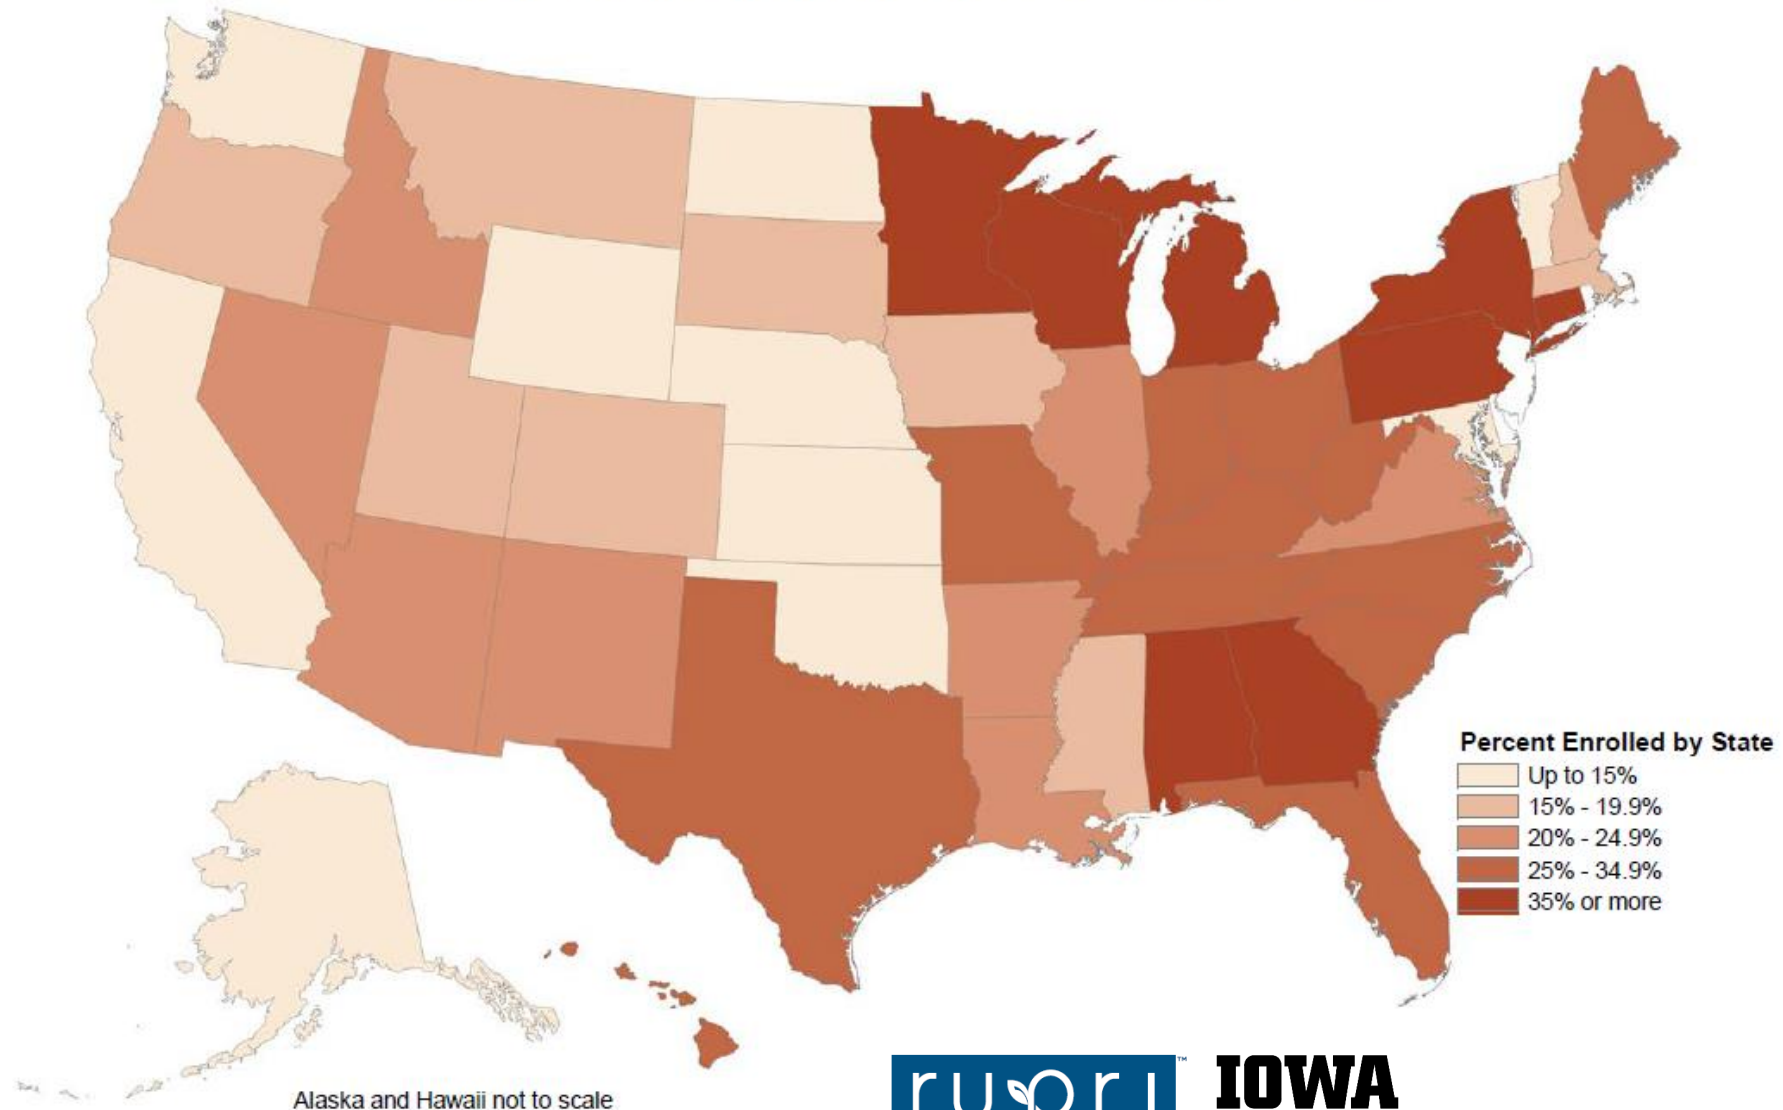 Percent Enrolled by State
Up to 15%
15% - 19.9%
20% - 24.9%
25% - 34.9%
35% or more
Alaska and Hawaii not to scale
rupri™
IOWA